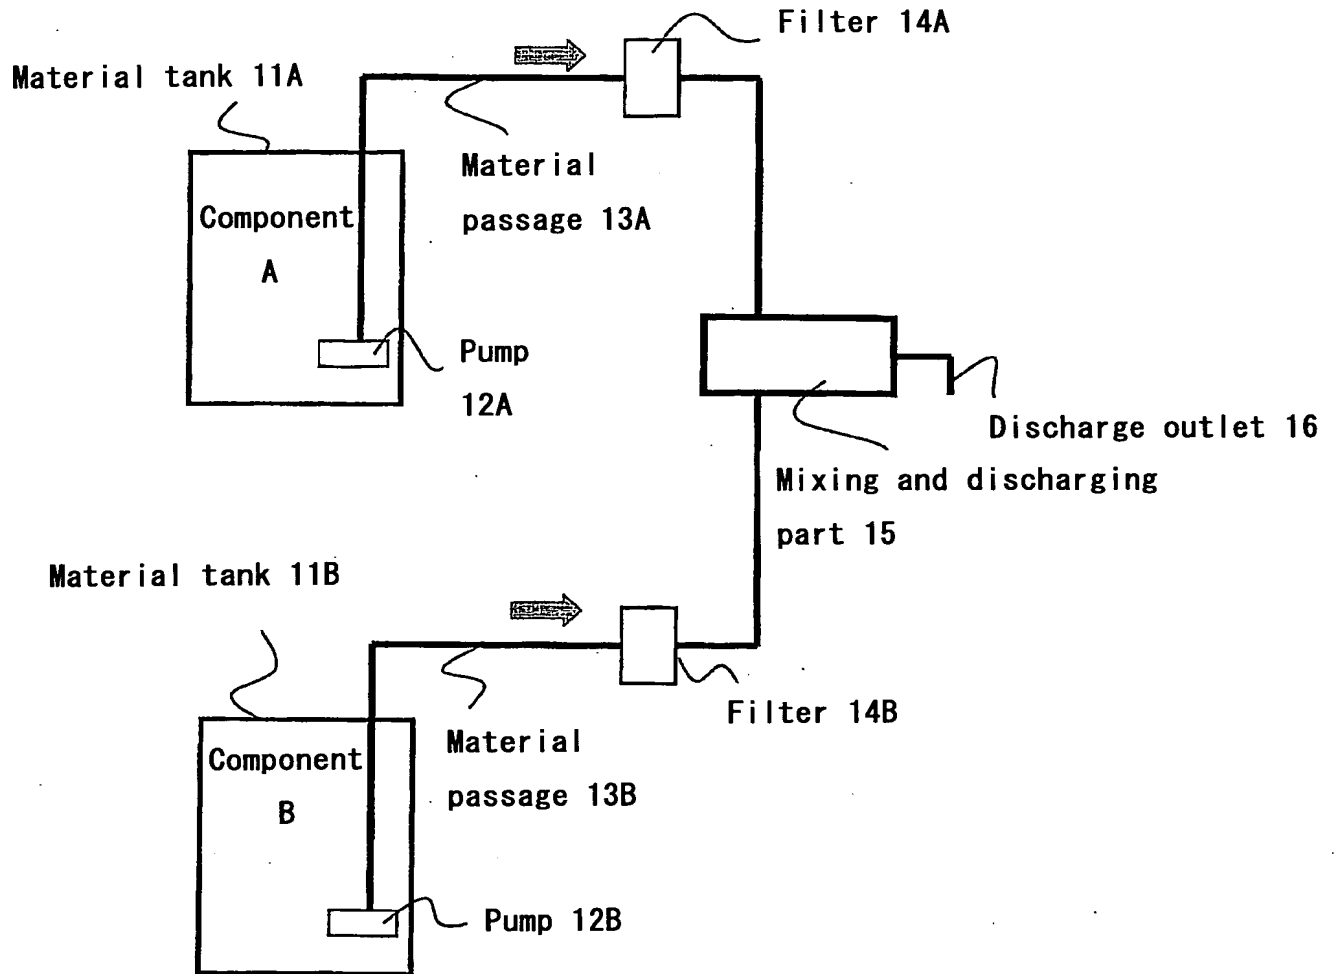 Filter 14A
Material tank 11A
Material
passage 13A
Component
A
Pump
12A
Discharge outlet 16
Mixing and discharging
part 15
Material tank 11B
Filter 14B
Material
passage 13B
Component
B
Pump 12B